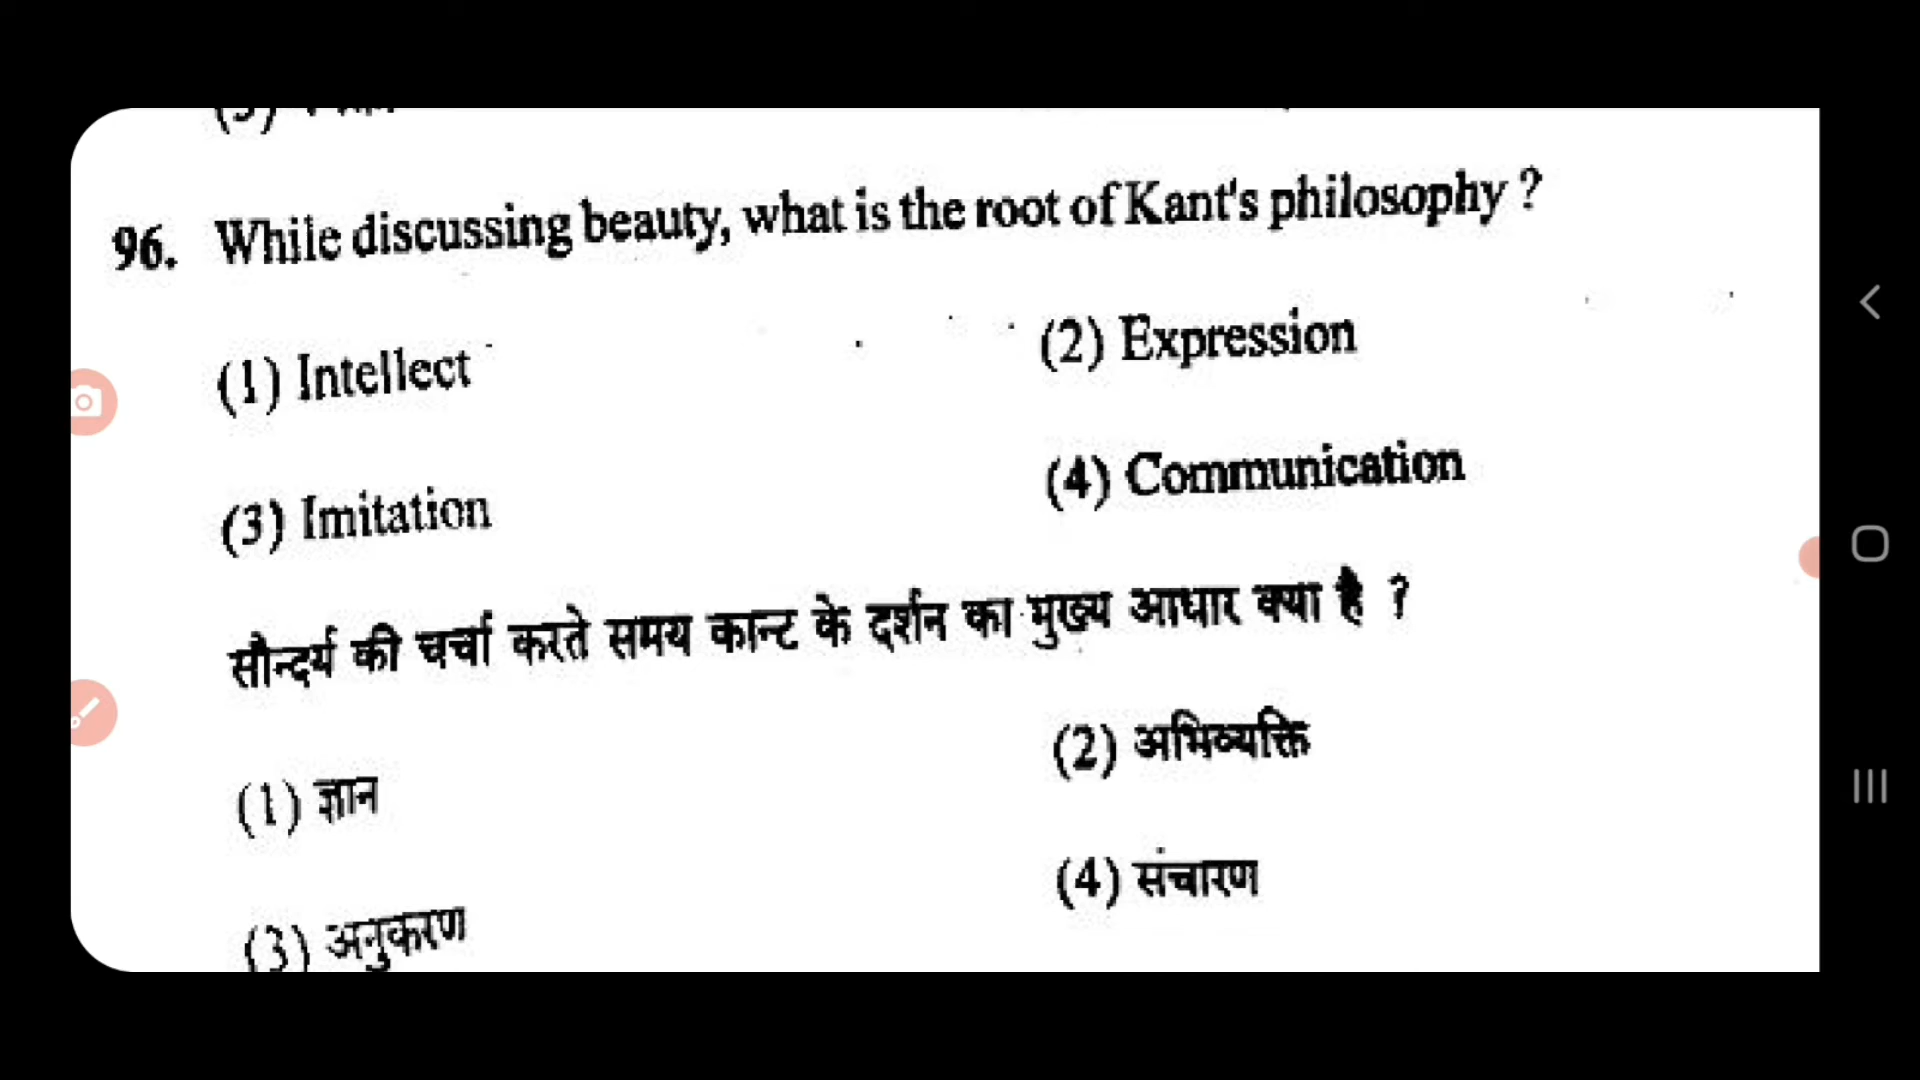 96. While discussing beauty, what is the root of Kant's philosophy ?
(1) Intellect
(2) Expression
(3) Imitation
(4) Communication
सौन्दर्य की चर्चा करते समय कान्ट के दर्शन का मुख्य आधार क्या है ?
(1) ज्ञान
(2) अभिव्यक्ति
(3) अनुकरण
(4) संचारण